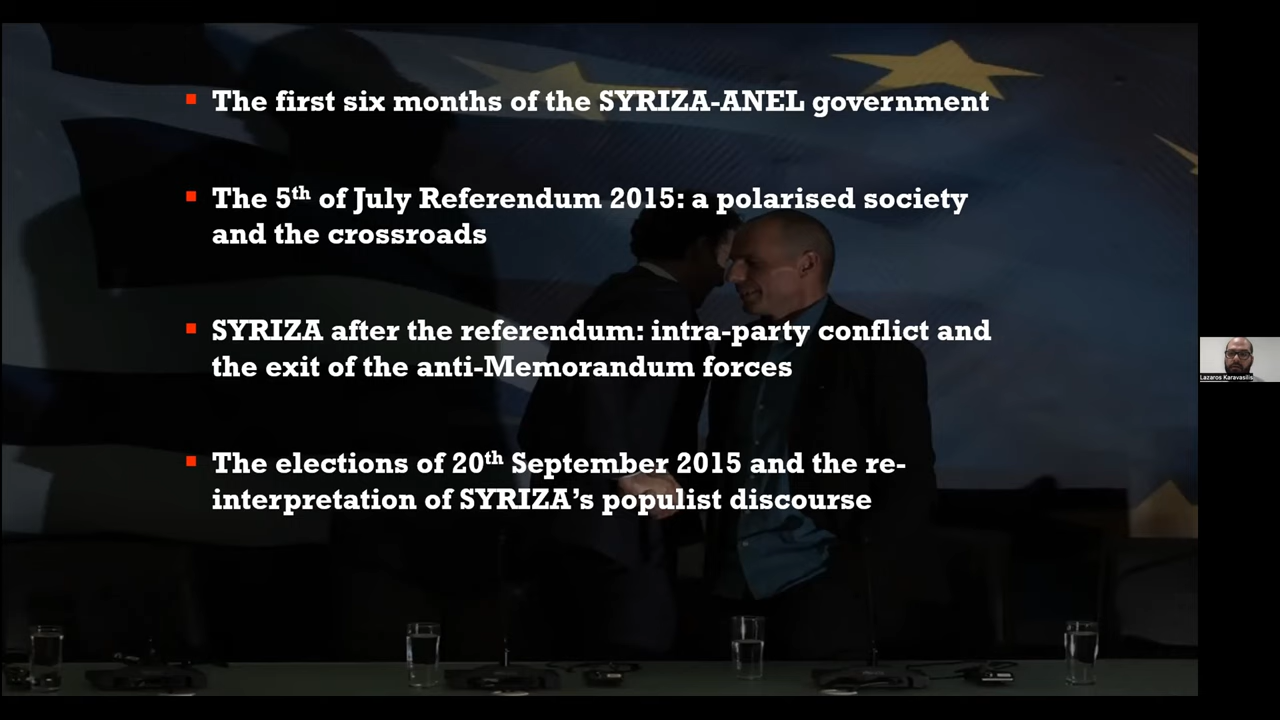 The first six months of the SYRIZA-ANEL government
The 5th of July Referendum 2015: a polarised society
and the crossroads
SYRIZA after the referendum: intra-party conflict and
the exit of the anti-Memorandum forces
The elections of 20th September 2015 and the re-
interpretation of SYRIZA’s populist discourse
Lazaros Karavasilis